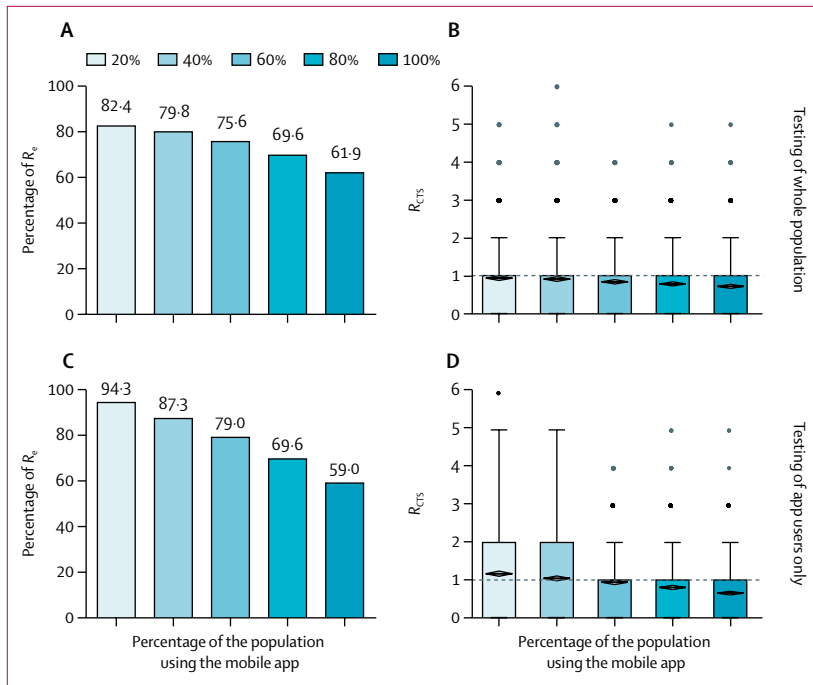 A
B
20% 40% 60% 80% 100%
100
80
60
40
20
0
Percentage of Rₑ
82·4
79·8
75·6
69·6
61·9
6
5
4
3
2
1
0
R_CTS
Testing of whole population
C
D
100
80
60
40
20
0
Percentage of Rₑ
94·3
87·3
79·0
69·6
59·0
Percentage of the population
using the mobile app
6
5
4
3
2
1
0
R_CTS
Percentage of the population
using the mobile app
Testing of app users only